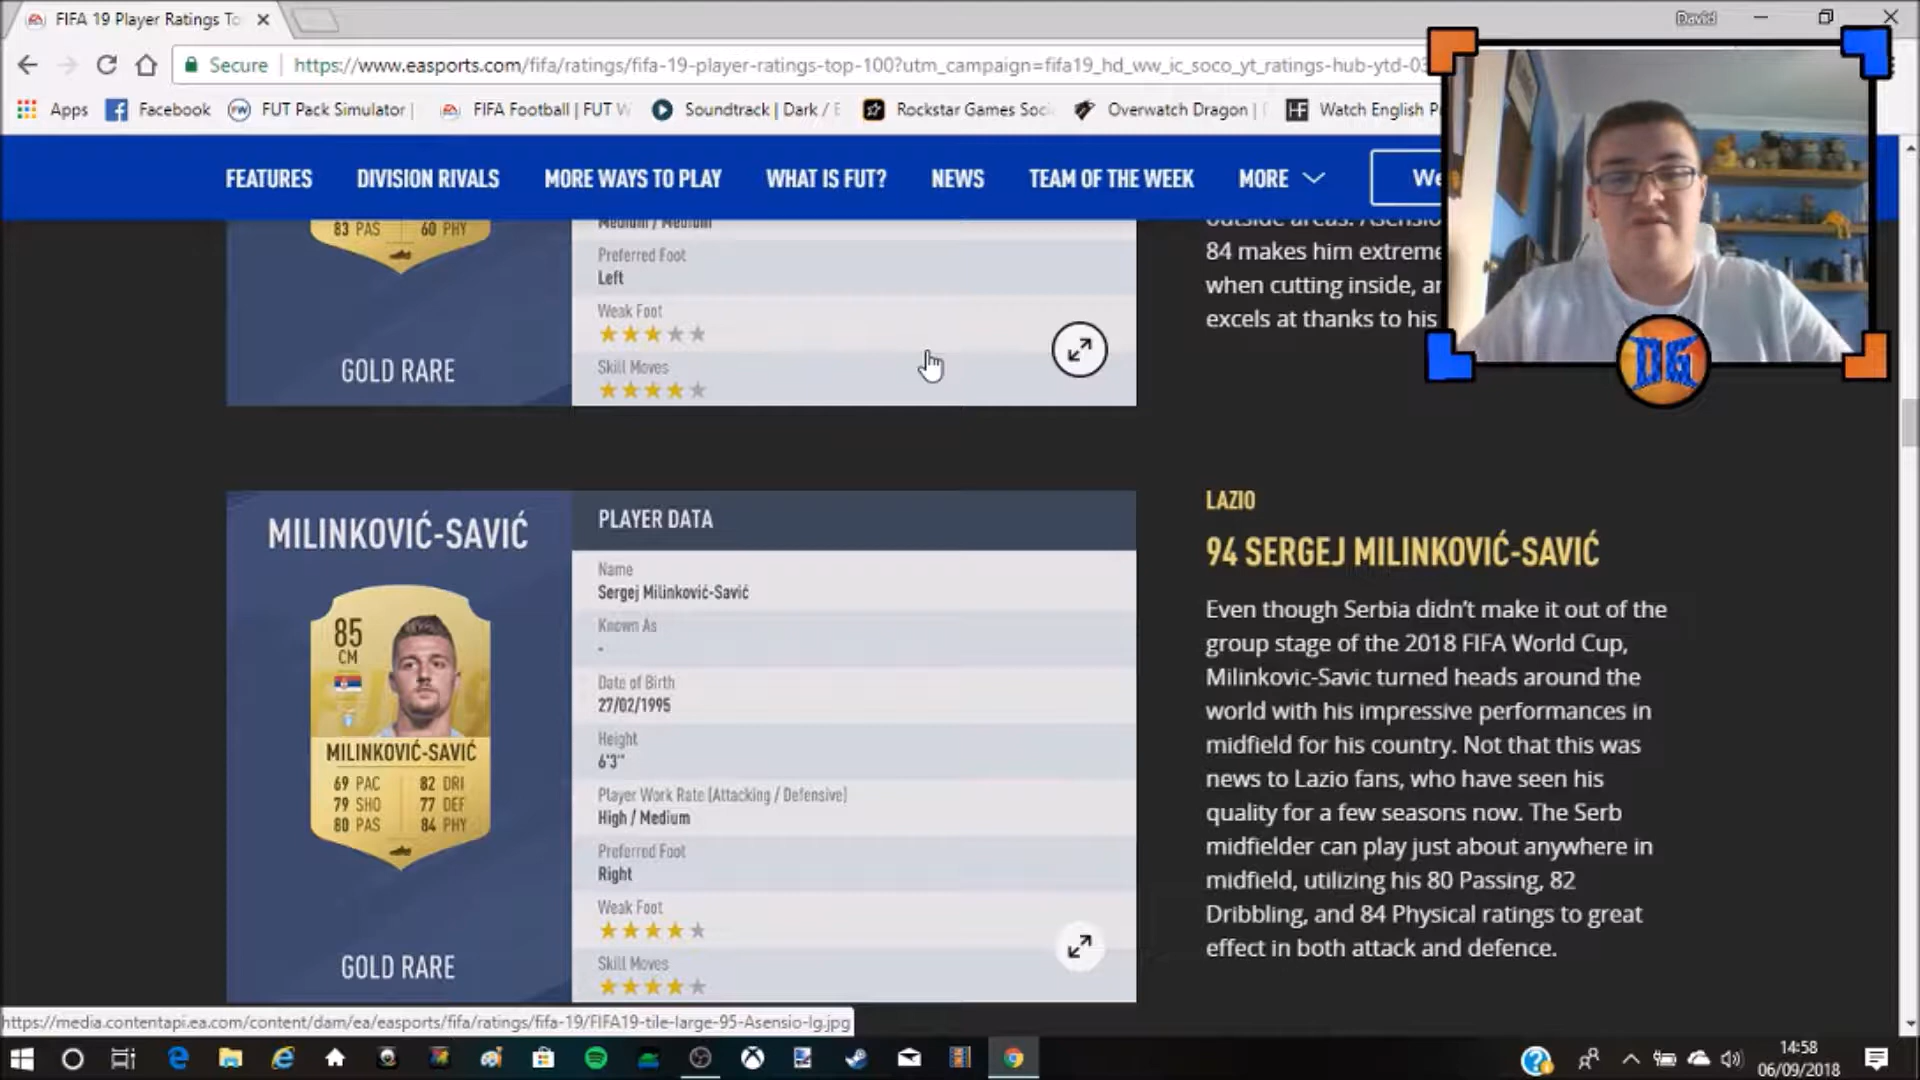 FIFA 19 Player Ratings To
David
Secure https://www.easports.com/fifa/ratings/fifa-19-player-ratings-top-100?utm_campaign=fifa19_hd_ww_ic_soco_yt_ratings-hub-ytd-03
Apps Facebook FUT Pack Simulator | FIFA Football | FUT W Soundtrack | Dark / E Rockstar Games Soc Overwatch Dragon | HF Watch English P
FEATURES DIVISION RIVALS MORE WAYS TO PLAY WHAT IS FUT? NEWS TEAM OF THE WEEK MORE We
DG
83 PAS 60 PHY
GOLD RARE
Medium / Medium
Preferred Foot
Left
Weak Foot
Skill Moves
outside areas. Asensio
84 makes him extreme
when cutting inside, an
excels at thanks to his
MILINKOVIĆ-SAVIĆ
85
CM
MILINKOVIĆ-SAVIĆ
69 PAC 82 DRI
79 SHO 77 DEF
80 PAS 84 PHY
GOLD RARE
PLAYER DATA
Name
Sergej Milinković-Savić
Known As
-
Date of Birth
27/02/1995
Height
6'3"
Player Work Rate (Attacking / Defensive)
High / Medium
Preferred Foot
Right
Weak Foot
Skill Moves
LAZIO
94 SERGEJ MILINKOVIĆ-SAVIĆ
Even though Serbia didn't make it out of the
group stage of the 2018 FIFA World Cup,
Milinkovic-Savic turned heads around the
world with his impressive performances in
midfield for his country. Not that this was
news to Lazio fans, who have seen his
quality for a few seasons now. The Serb
midfielder can play just about anywhere in
midfield, utilizing his 80 Passing, 82
Dribbling, and 84 Physical ratings to great
effect in both attack and defence.
https://media.contentapi.ea.com/content/dam/ea/easports/fifa/ratings/fifa-19/FIFA19-tile-large-95-Asensio-lg.jpg
14:58
06/09/2018